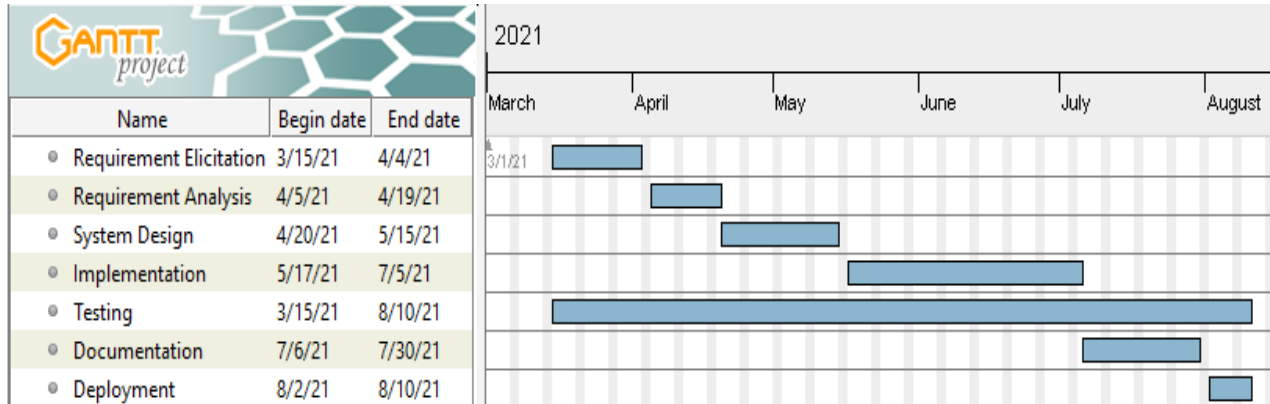 GANTT
project
2021
March April May June July August
Name Begin date End date
3/1/21
Requirement Elicitation 3/15/21 4/4/21
Requirement Analysis 4/5/21 4/19/21
System Design 4/20/21 5/15/21
Implementation 5/17/21 7/5/21
Testing 3/15/21 8/10/21
Documentation 7/6/21 7/30/21
Deployment 8/2/21 8/10/21